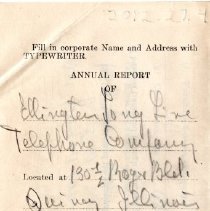 Fill in corporate Name and Address with
TYPEWRITER.
ANNUAL REPORT
OF
Ellington Long Line
Telephone Company
Located at 130½ Bldg.
Quincy Illinois